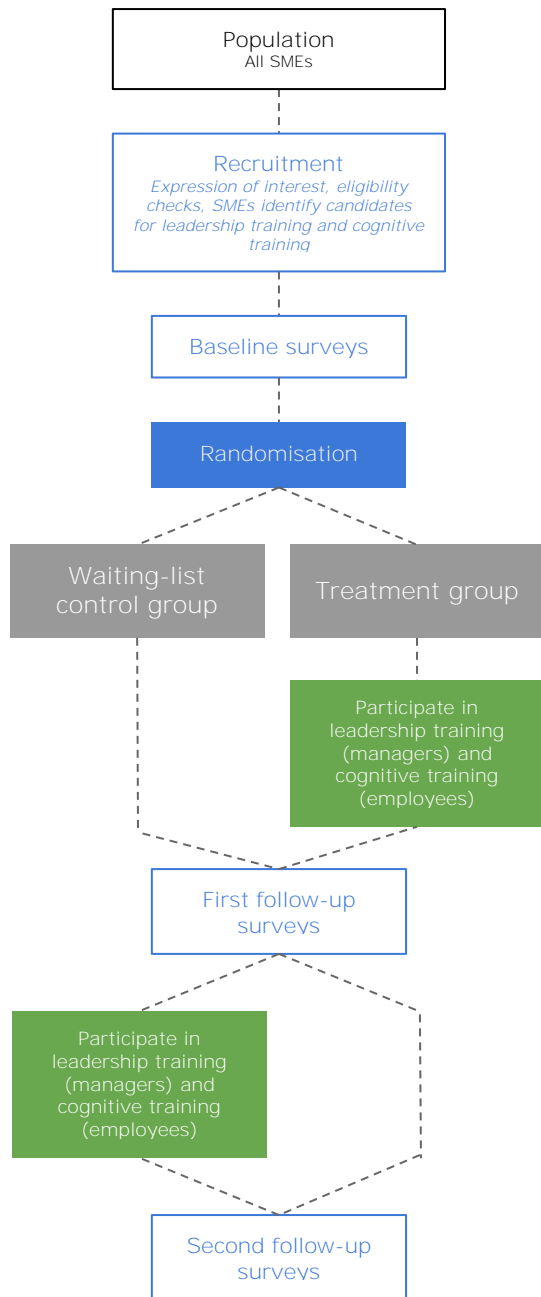 Population
All SMEs
Recruitment
Expression of interest, eligibility
checks, SMEs identify candidates
for leadership training and cognitive
training
Baseline surveys
Randomisation
Waiting-list
control group
Treatment group
Participate in
leadership training
(managers) and
cognitive training
(employees)
First follow-up
surveys
Participate in
leadership training
(managers) and
cognitive training
(employees)
Second follow-up
surveys